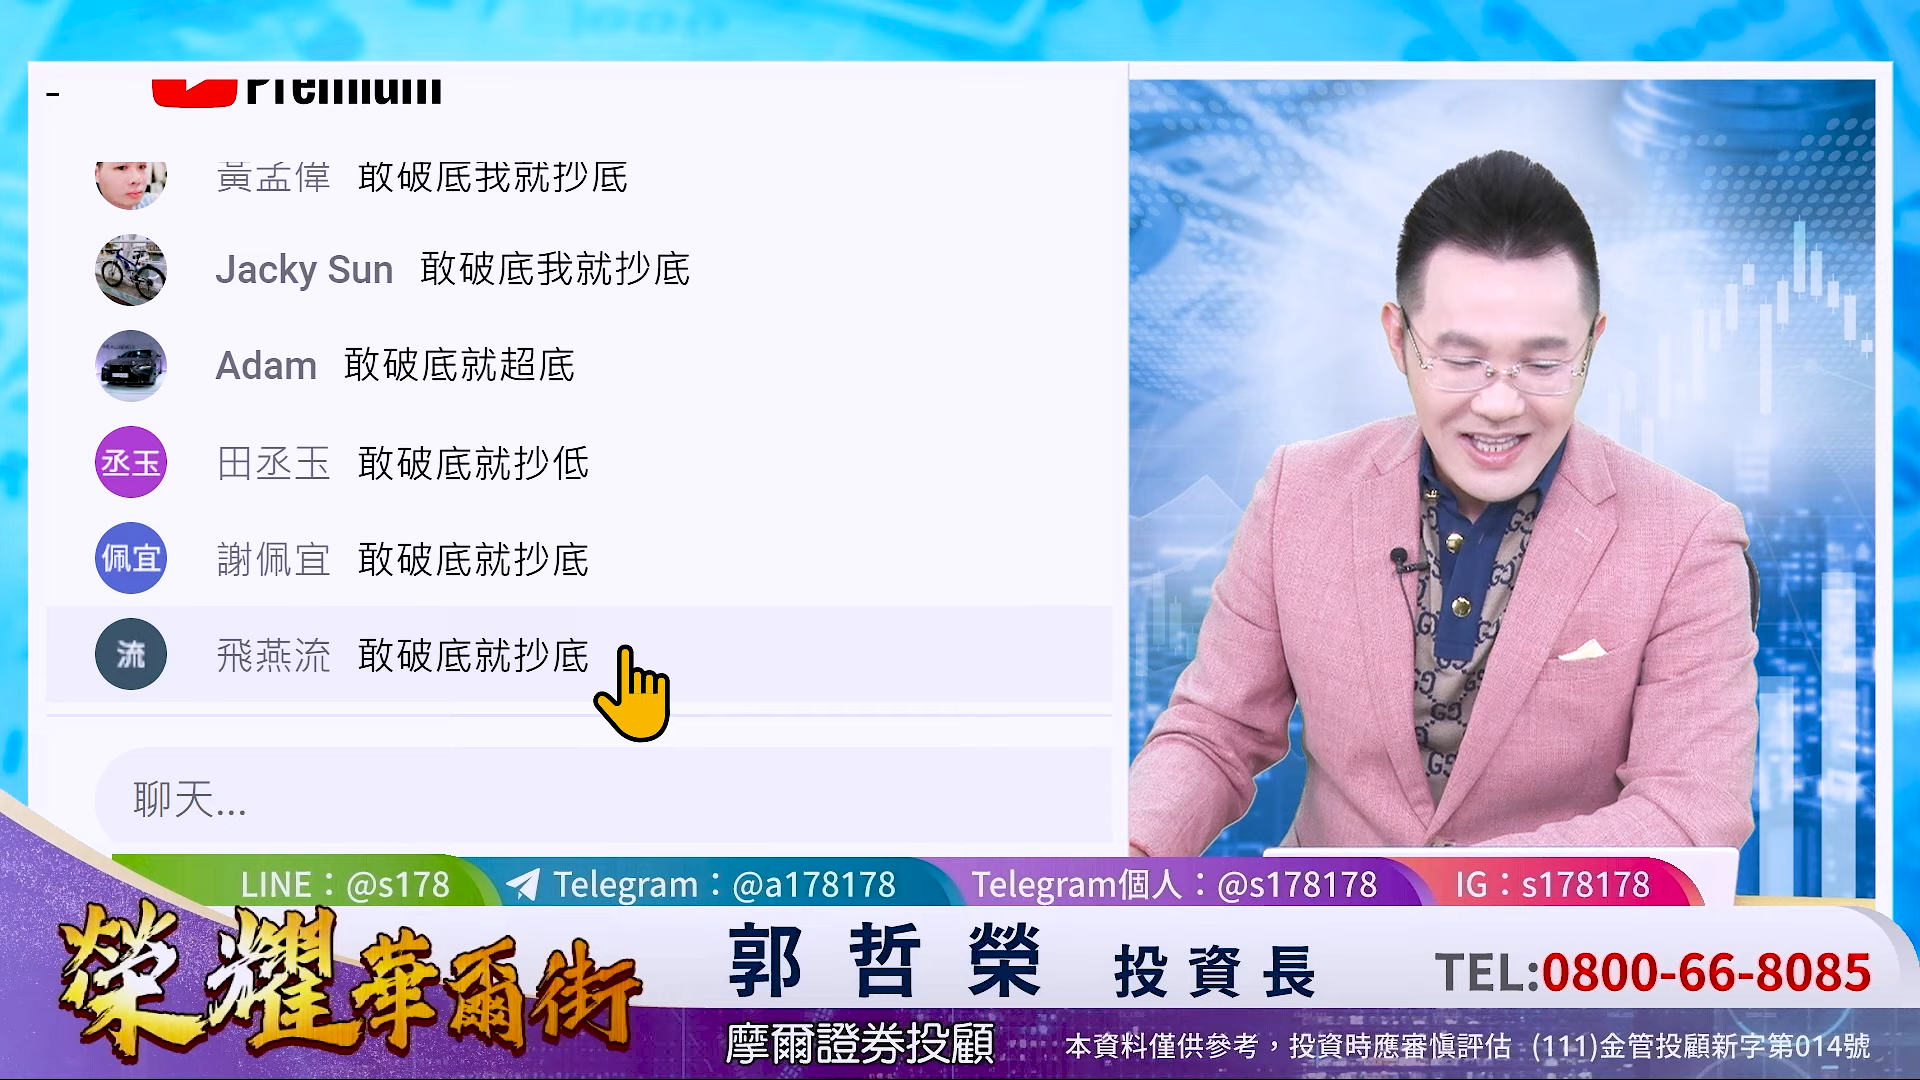 Premium
黃孟偉 敢破底我就抄底
Jacky Sun 敢破底我就抄底
Adam 敢破底就超底
丞玉 田丞玉 敢破底就抄低
佩宜 謝佩宜 敢破底就抄底
流 飛燕流 敢破底就抄底
聊天...
LINE：@s178 Telegram：@a178178 Telegram個人：@s178178 IG：s178178
榮耀華爾街
郭哲榮 投資長 TEL:0800-66-8085
摩爾證券投顧 本資料僅供參考，投資時應審慎評估 (111)金管投顧新字第014號